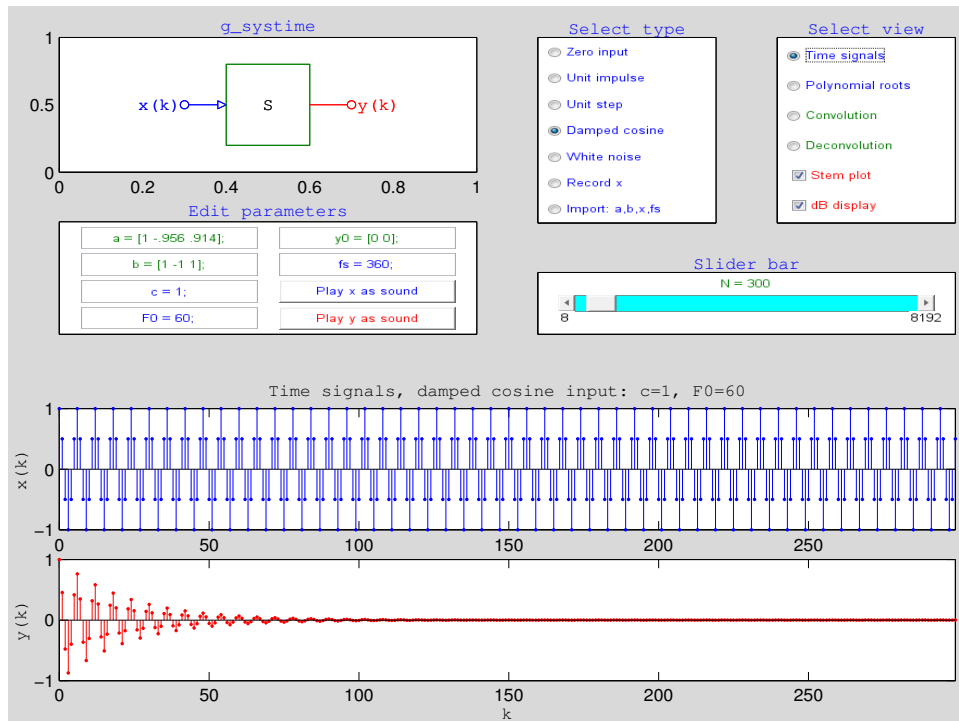 g_systime
1
0.5
0
0
0.2
0.4
0.6
0.8
1
x(k)
S
y(k)
Select type
Zero input
Unit impulse
Unit step
Damped cosine
White noise
Record x
Import: a,b,x,fs
Select view
Time signals
Polynomial roots
Convolution
Deconvolution
Stem plot
dB display
Edit parameters
a = [1 -.956 .914];
y0 = [0 0];
b = [1 -1 1];
fs = 360;
c = 1;
Play x as sound
F0 = 60;
Play y as sound
Slider bar
N = 300
8
8192
Time signals, damped cosine input: c=1, F0=60
x(k)
1
0
-1
0
50
100
150
200
250
y(k)
1
0
-1
0
50
100
150
200
250
k